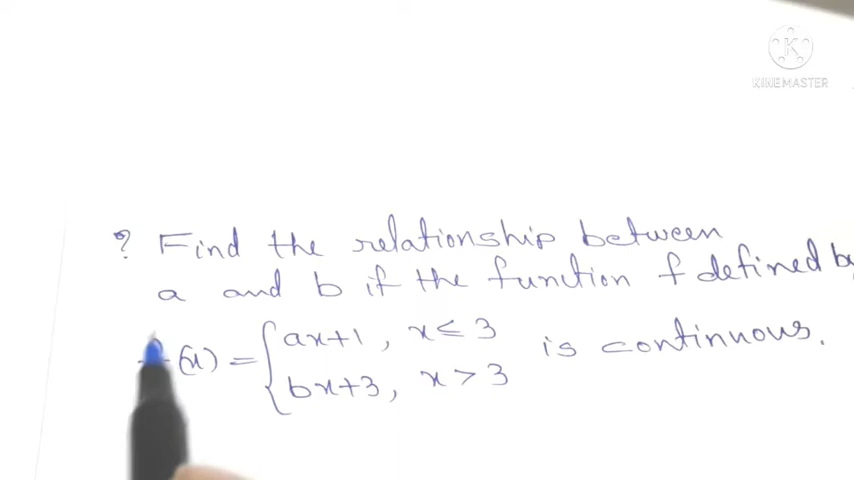 K
KINEMASTER
? Find the relationship between
a and b if the function f defined by
(x) = { ax+1, x ≤ 3 is continuous.
bx+3, x > 3